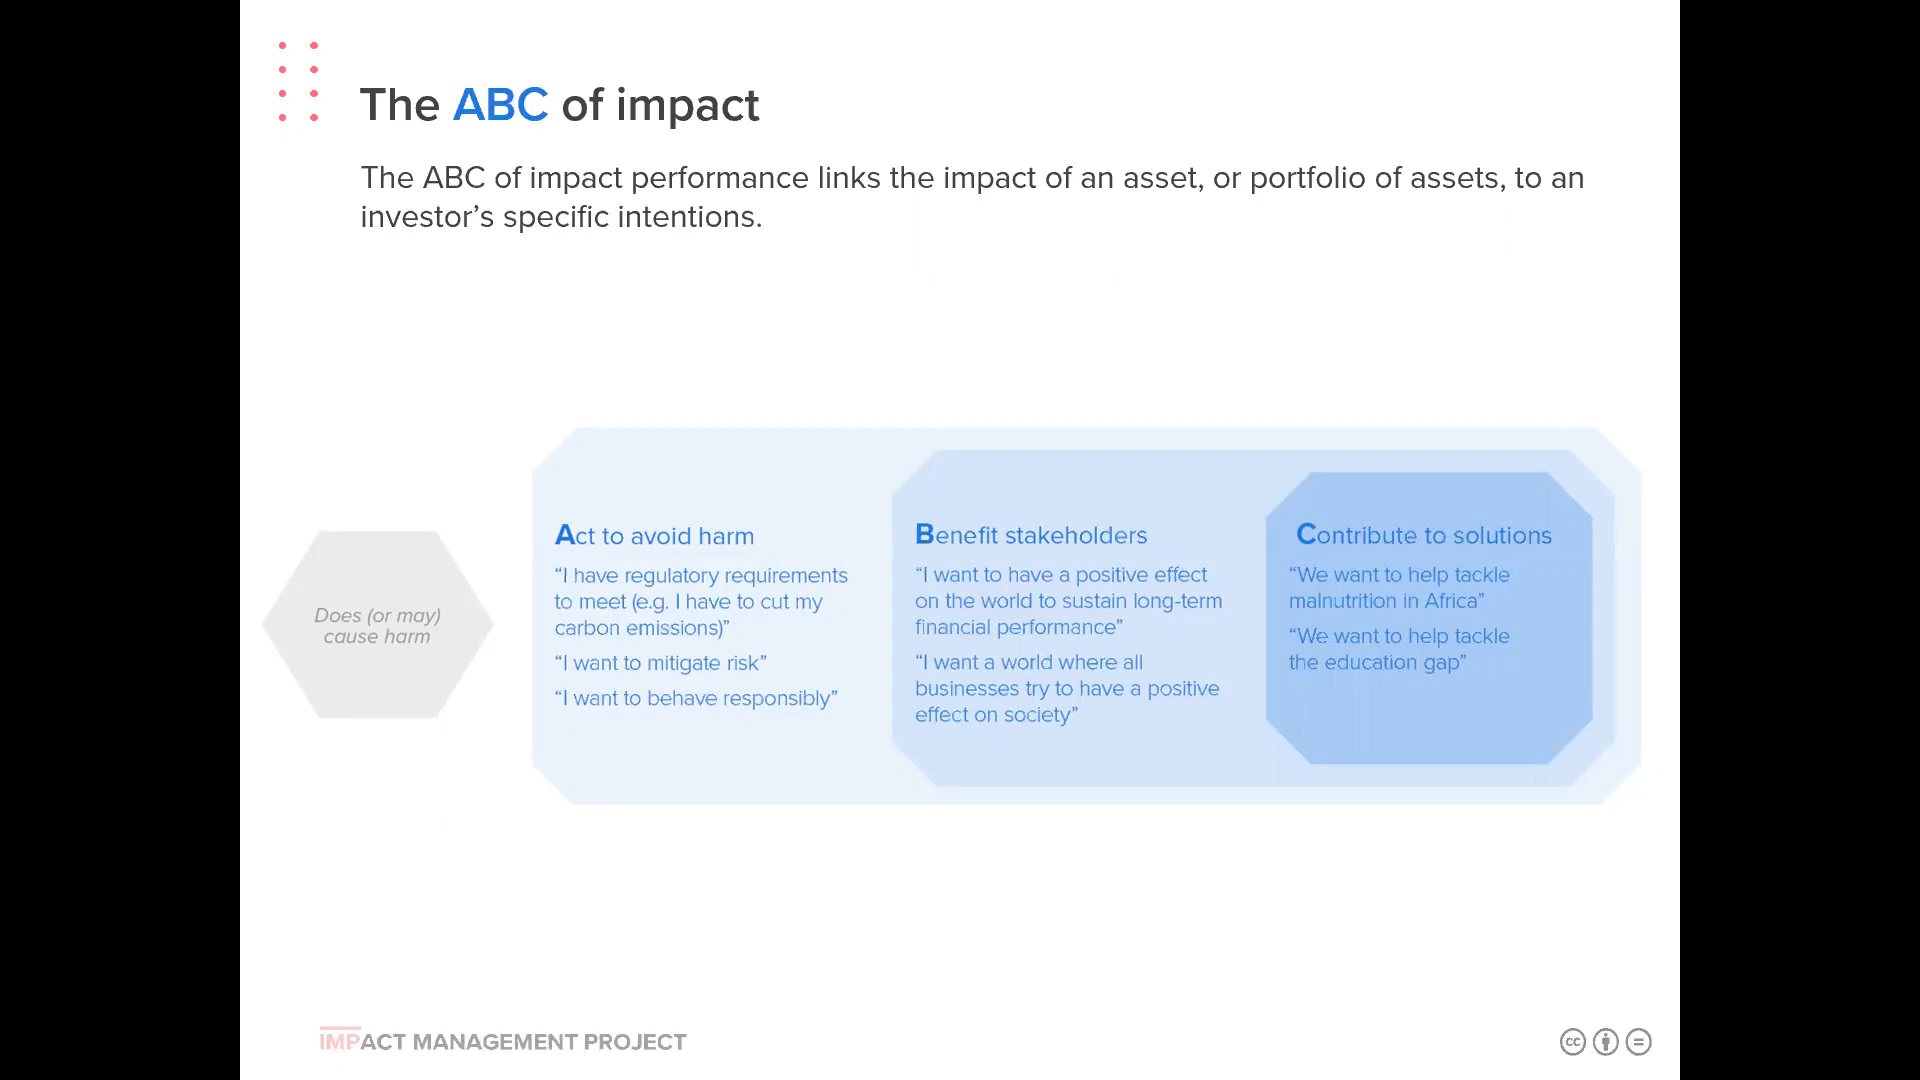 The ABC of impact
The ABC of impact performance links the impact of an asset, or portfolio of assets, to an
investor’s specific intentions.
Does (or may)
cause harm
Act to avoid harm
“I have regulatory requirements
to meet (e.g. I have to cut my
carbon emissions)”
“I want to mitigate risk”
“I want to behave responsibly”
Benefit stakeholders
“I want to have a positive effect
on the world to sustain long-term
financial performance”
“I want a world where all
businesses try to have a positive
effect on society”
Contribute to solutions
“We want to help tackle
malnutrition in Africa”
“We want to help tackle
the education gap”
IMPACT MANAGEMENT PROJECT
cc